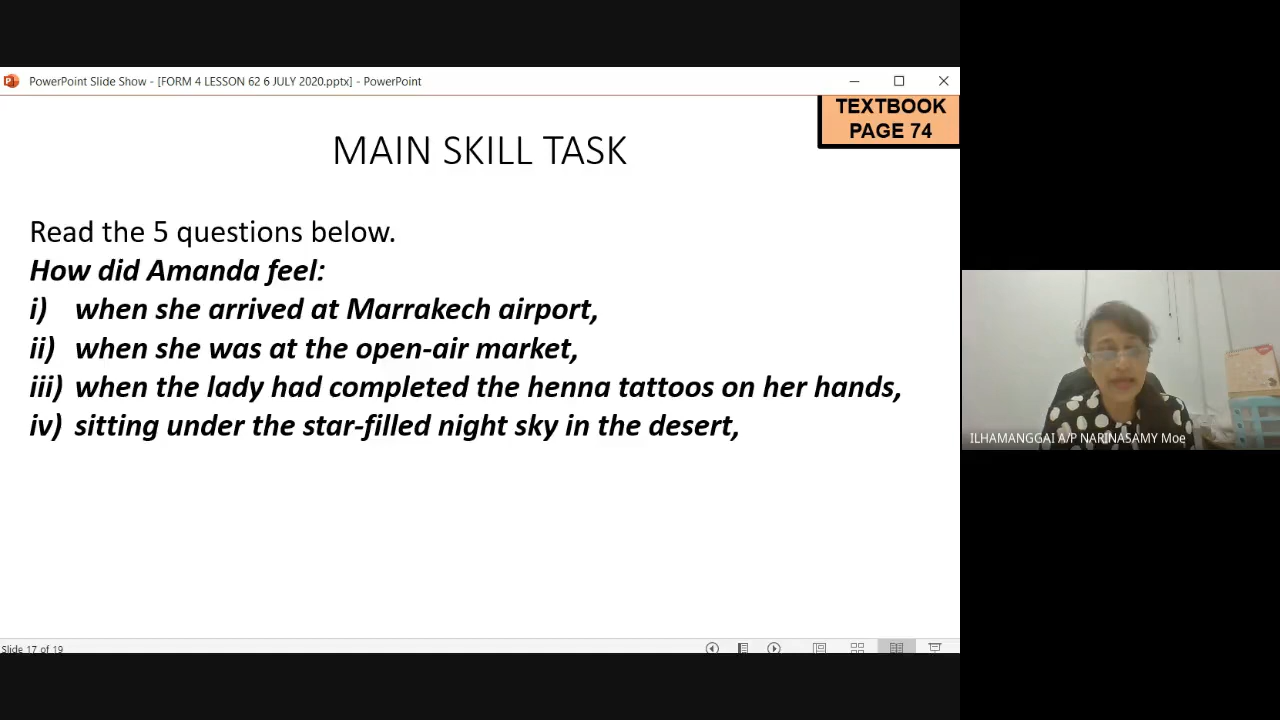 PowerPoint Slide Show - [FORM 4 LESSON 62 6 JULY 2020.pptx] - PowerPoint
TEXTBOOK
PAGE 74
MAIN SKILL TASK
Read the 5 questions below.
How did Amanda feel:
i) when she arrived at Marrakech airport,
ii) when she was at the open-air market,
iii) when the lady had completed the henna tattoos on her hands,
iv) sitting under the star-filled night sky in the desert,
ILHAMANGGAI A/P NARINASAMY Moe
Slide 17 of 19